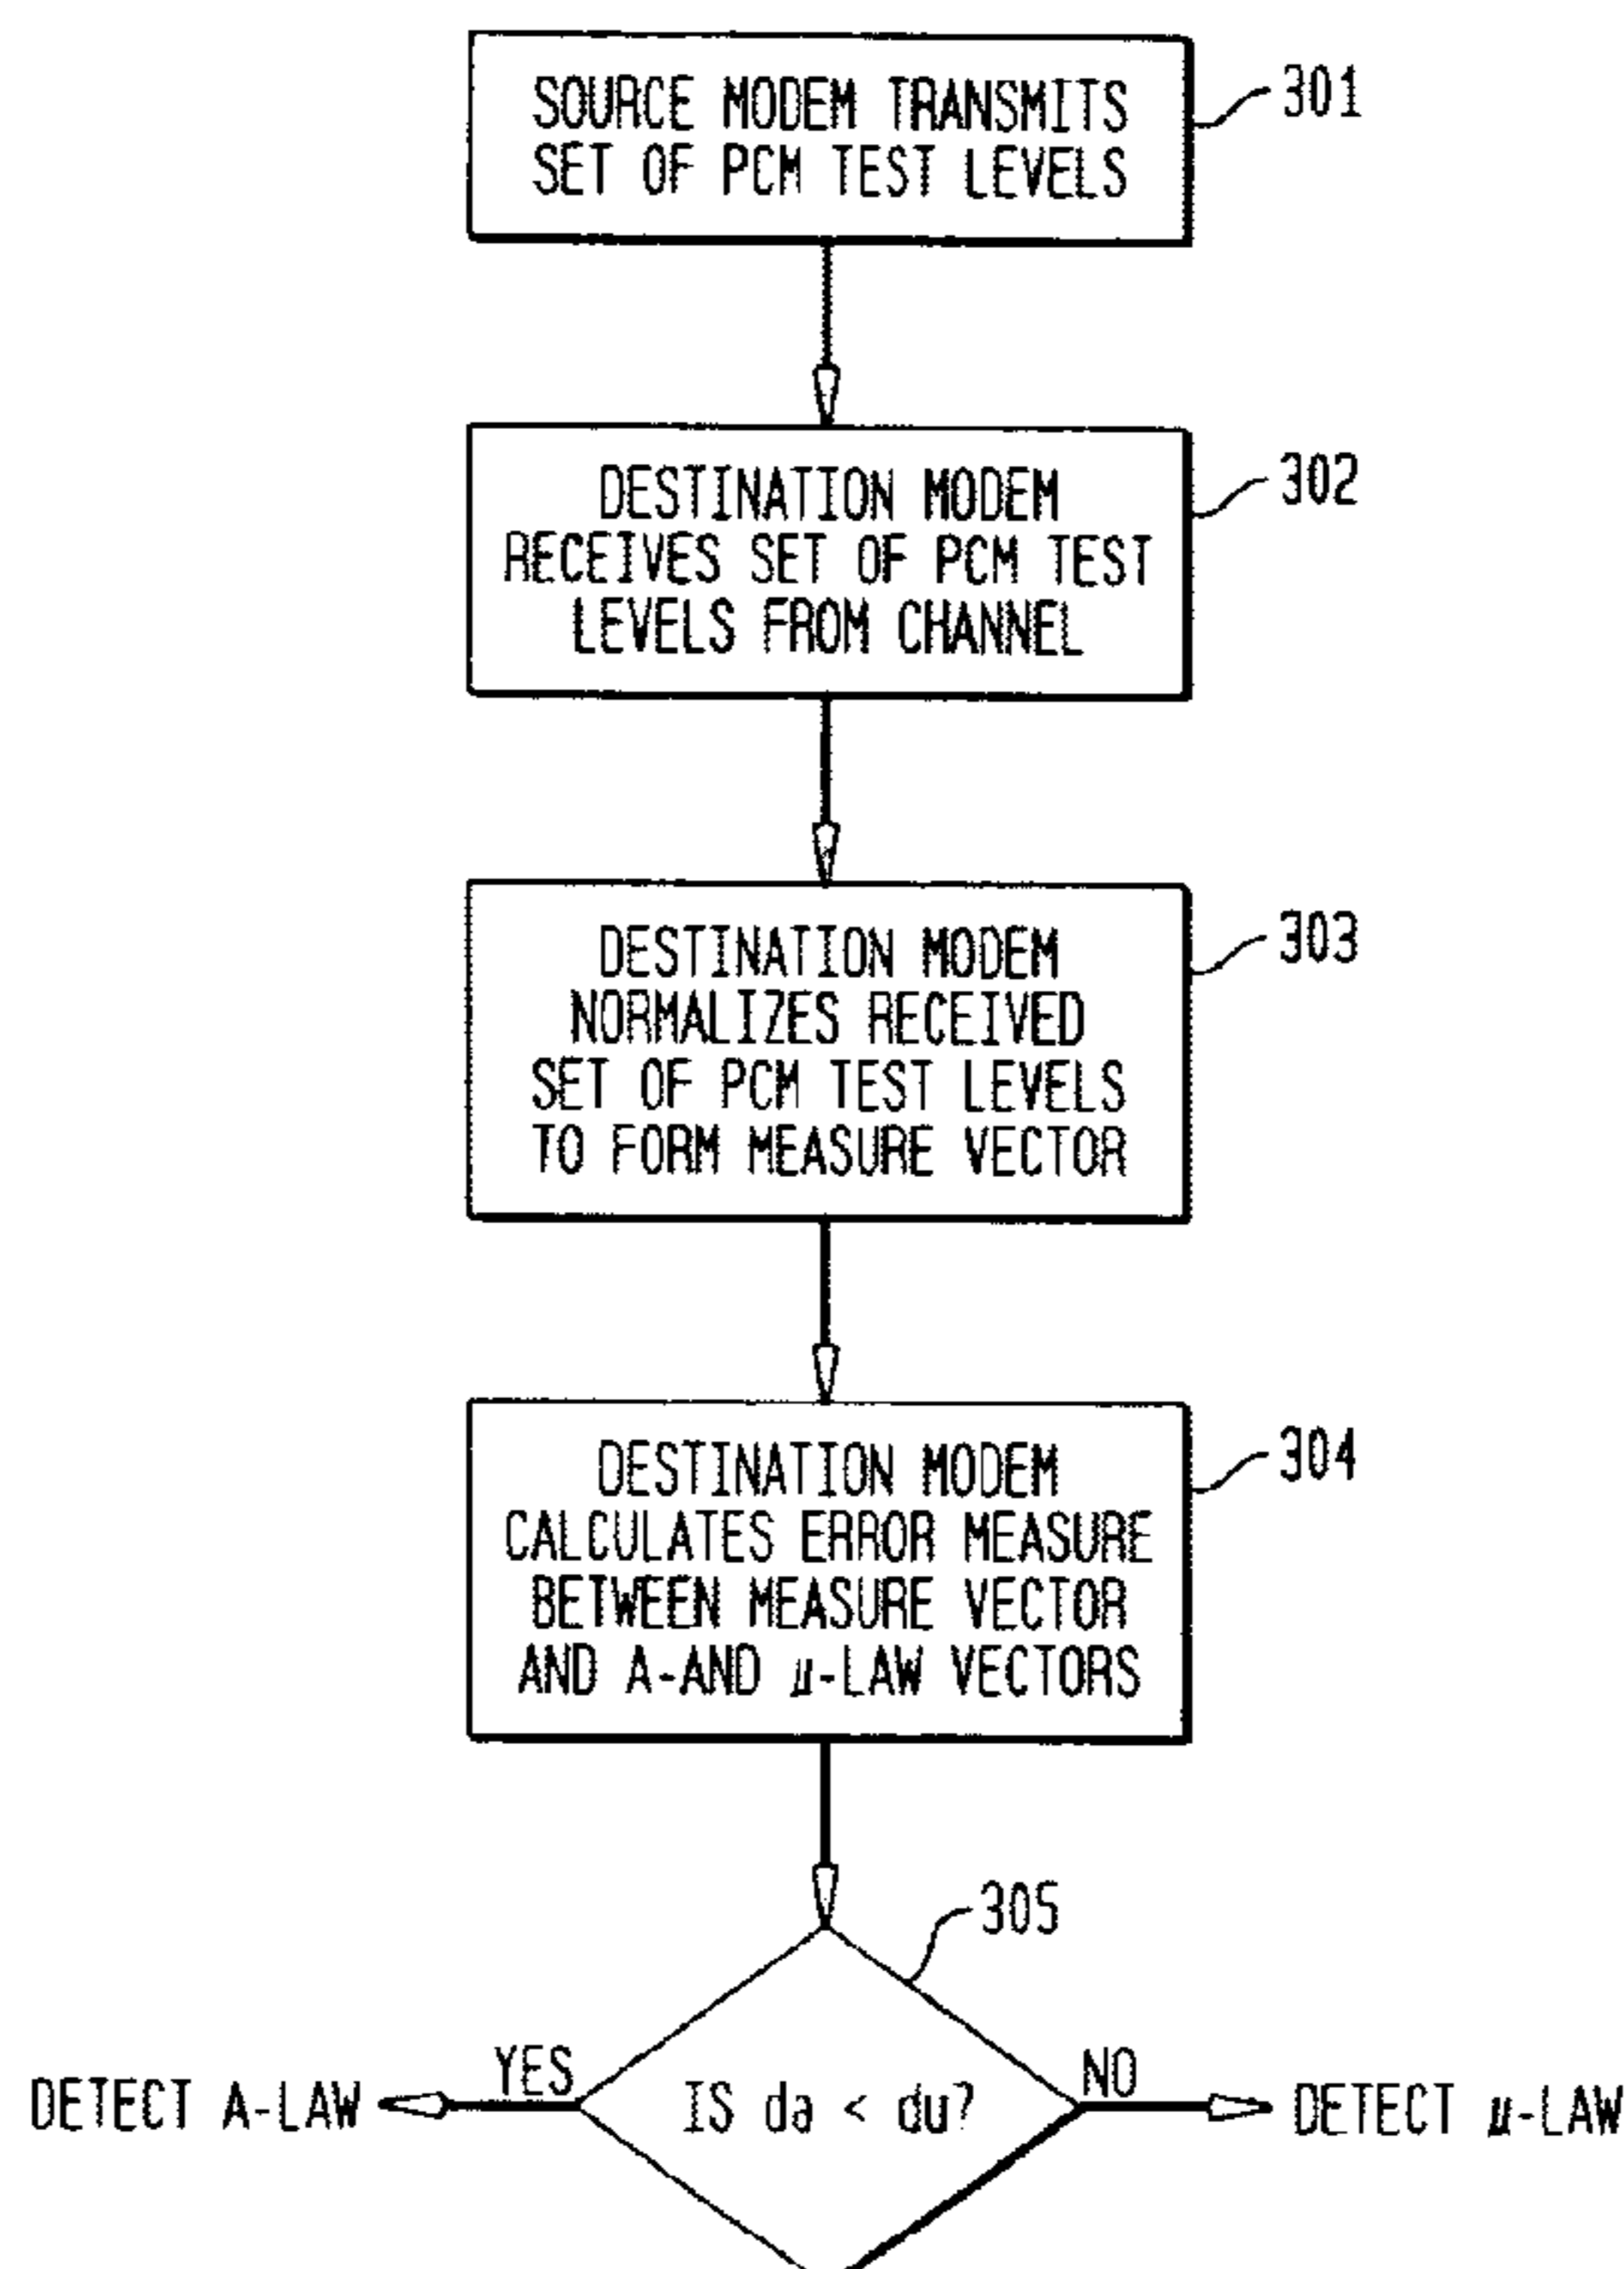 SOURCE MODEM TRANSMITS
SET OF PCM TEST LEVELS
301
DESTINATION MODEM
RECEIVES SET OF PCM TEST
LEVELS FROM CHANNEL
302
DESTINATION MODEM
NORMALIZES RECEIVED
SET OF PCM TEST LEVELS
TO FORM MEASURE VECTOR
303
DESTINATION MODEM
CALCULATES ERROR MEASURE
BETWEEN MEASURE VECTOR
AND A-AND μ-LAW VECTORS
304
305
YES
NO
DETECT A-LAW
IS da < du?
DETECT μ-LAW